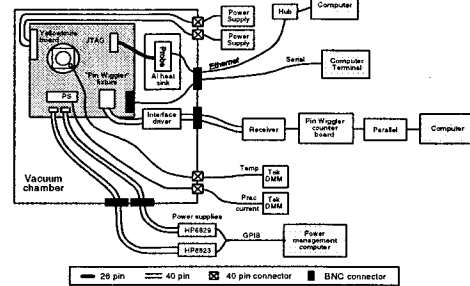 Computer
Power
Supply
Hub
Yellowknife
board
JTAG
Probe
Power
Supply
Ethernet
Al heat
sink
Serial
Computer
Terminal
"Pin Wiggler"
fixture
PS
Interface
driver
Receiver
Pin Wiggler
counter
board
Parallel
Computer
Vacuum
chamber
Temp
Tek
DMM
Proc
current
Tek
DMM
Power supplies
HP6629
HP6623
GPIB
Power
management
computer
26 pin
40 pin
40 pin connector
BNC connector